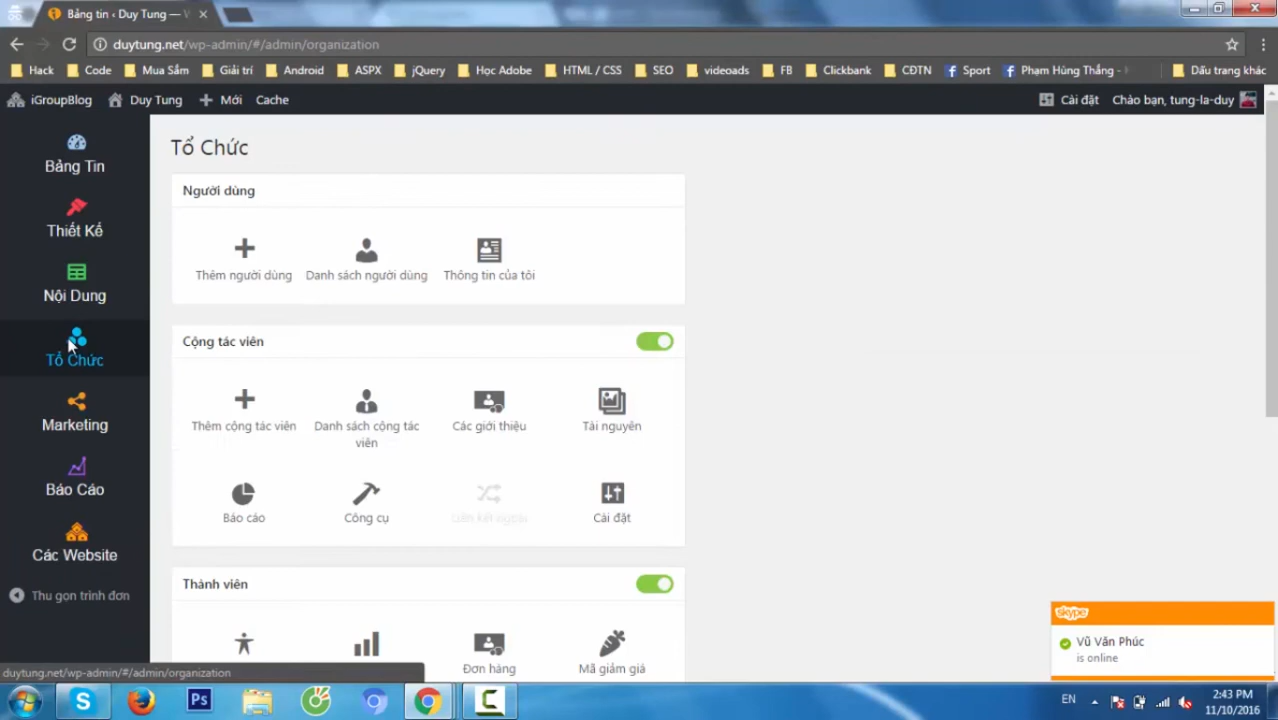 Bảng tin ‹ Duy Tung — V
duytung.net/wp-admin/#/admin/organization
Hack Code Mua Sắm Giải trí Android ASPX jQuery Học Adobe HTML / CSS SEO videoads FB Clickbank CĐTN Sport Phạm Hùng Thắng - Dấu trang khác
iGroupBlog Duy Tung Mới Cache Cài đặt Chào bạn, tung-la-duy
Bảng Tin
Thiết Kế
Nội Dung
Tổ Chức
Marketing
Báo Cáo
Các Website
Thu gọn trình đơn
Tổ Chức
Người dùng
Thêm người dùng Danh sách người dùng Thông tin của tôi
Cộng tác viên
Thêm cộng tác viên Danh sách cộng tác Các giới thiệu Tài nguyên
viên
Báo cáo Công cụ Liên kết ngoài Cài đặt
Thành viên
Đơn hàng Mã giảm giá
duytung.net/wp-admin/#/admin/organization
skype
Vũ Văn Phúc
is online
S Ps C EN 2:43 PM
11/10/2016